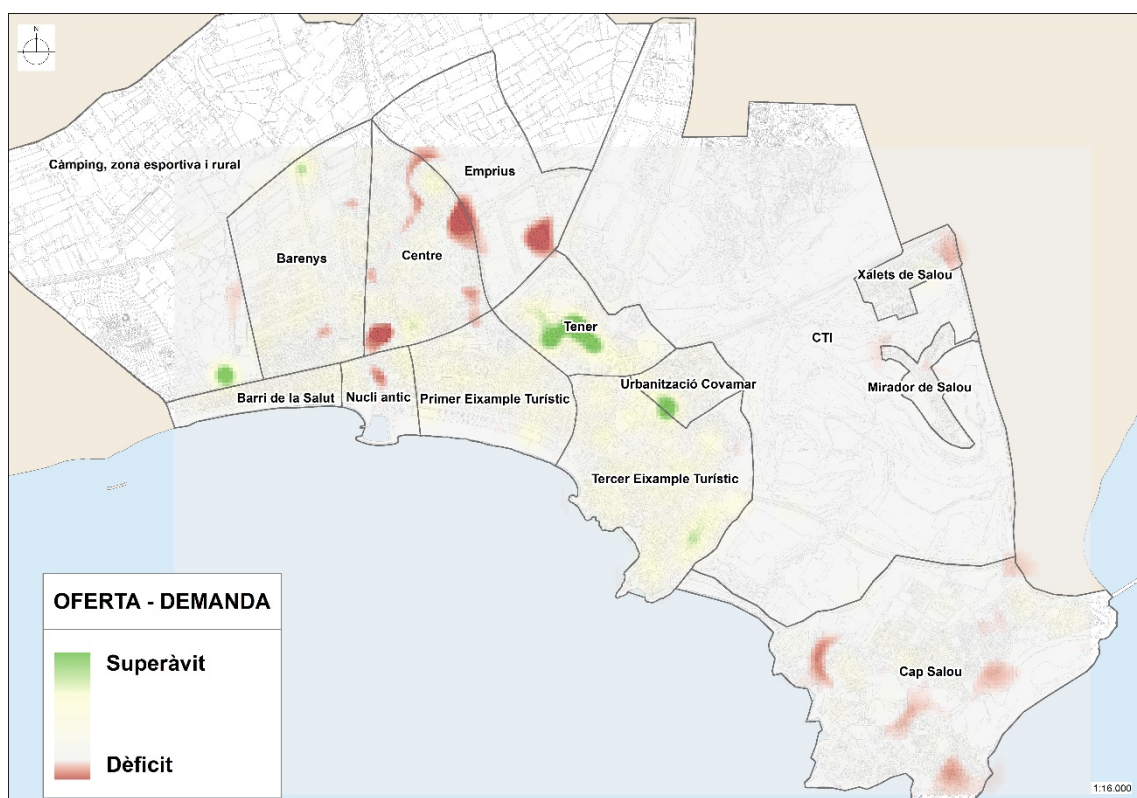 N
Càmping, zona esportiva i rural
Emprius
Barenys
Centre
Xalets de Salou
Tener
CTI
Urbanització Covamar
Mirador de Salou
Barri de la Salut
Nucli antic
Primer Eixample Turístic
Tercer Eixample Turístic
Cap Salou
OFERTA - DEMANDA
Superàvit
Dèficit
1:16.000